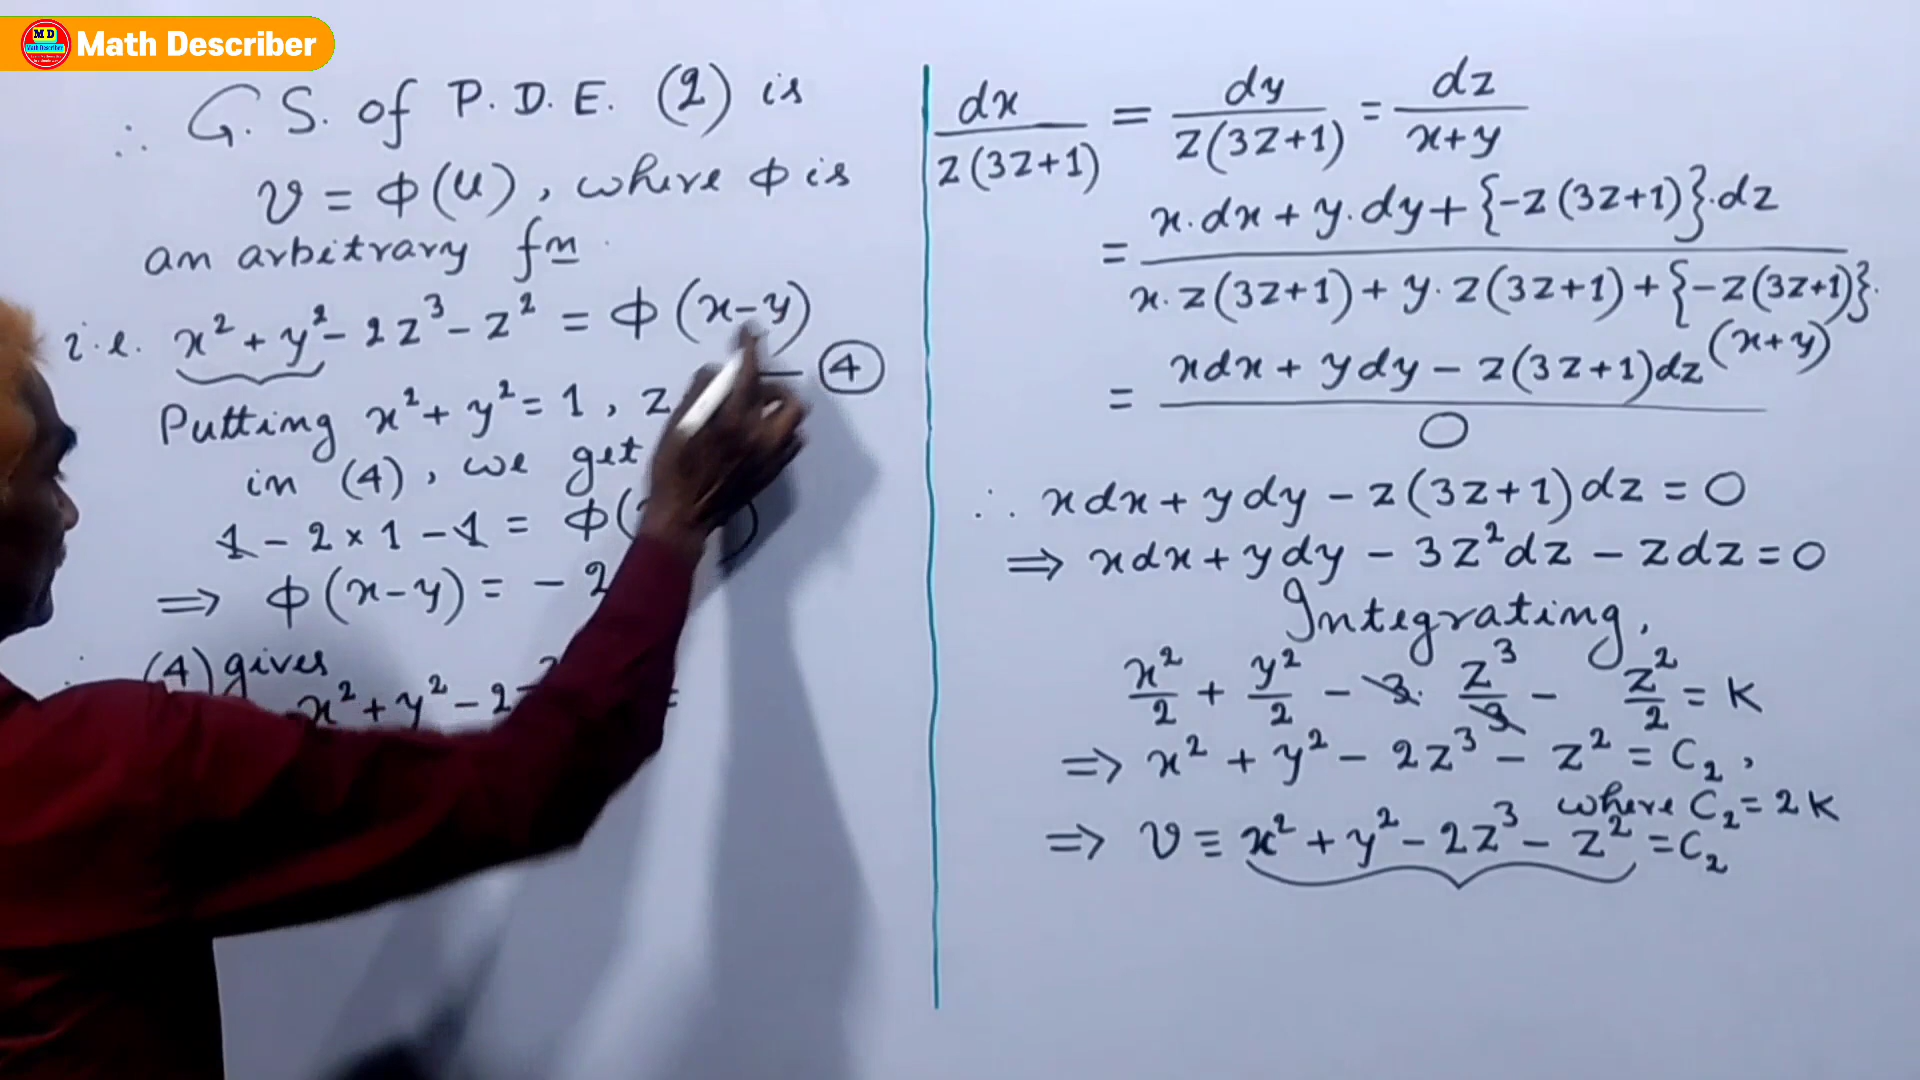 MD
Math Describer
Math Describer
∴ G. S. of P. D. E. (2) is
v = ϕ(u), where ϕ is
an arbitrary fn.
i.e. x² + y² - 2z³ - z² = ϕ(x-y)
— ④
Putting x² + y² = 1, z
in (4), we get
1 - 2 × 1 - 1 = ϕ(
⇒ ϕ(x-y) = - 2
∴ (4) gives
x² + y² - 2
=
dx/z(3z+1) = dy/z(3z+1) = dz/x+y
= x.dx + y.dy + {-z(3z+1)}.dz / x.z(3z+1) + y.z(3z+1) + {-z(3z+1)}.(x+y)
= xdx + ydy - z(3z+1)dz / 0
∴ xdx + ydy - z(3z+1)dz = 0
⇒ xdx + ydy - 3z²dz - zdz = 0
Integrating,
x²/2 + y²/2 - 3. z³/3 - z²/2 = K
⇒ x² + y² - 2z³ - z² = C₂,
where C₂ = 2K
⇒ v ≡ x² + y² - 2z³ - z² = C₂